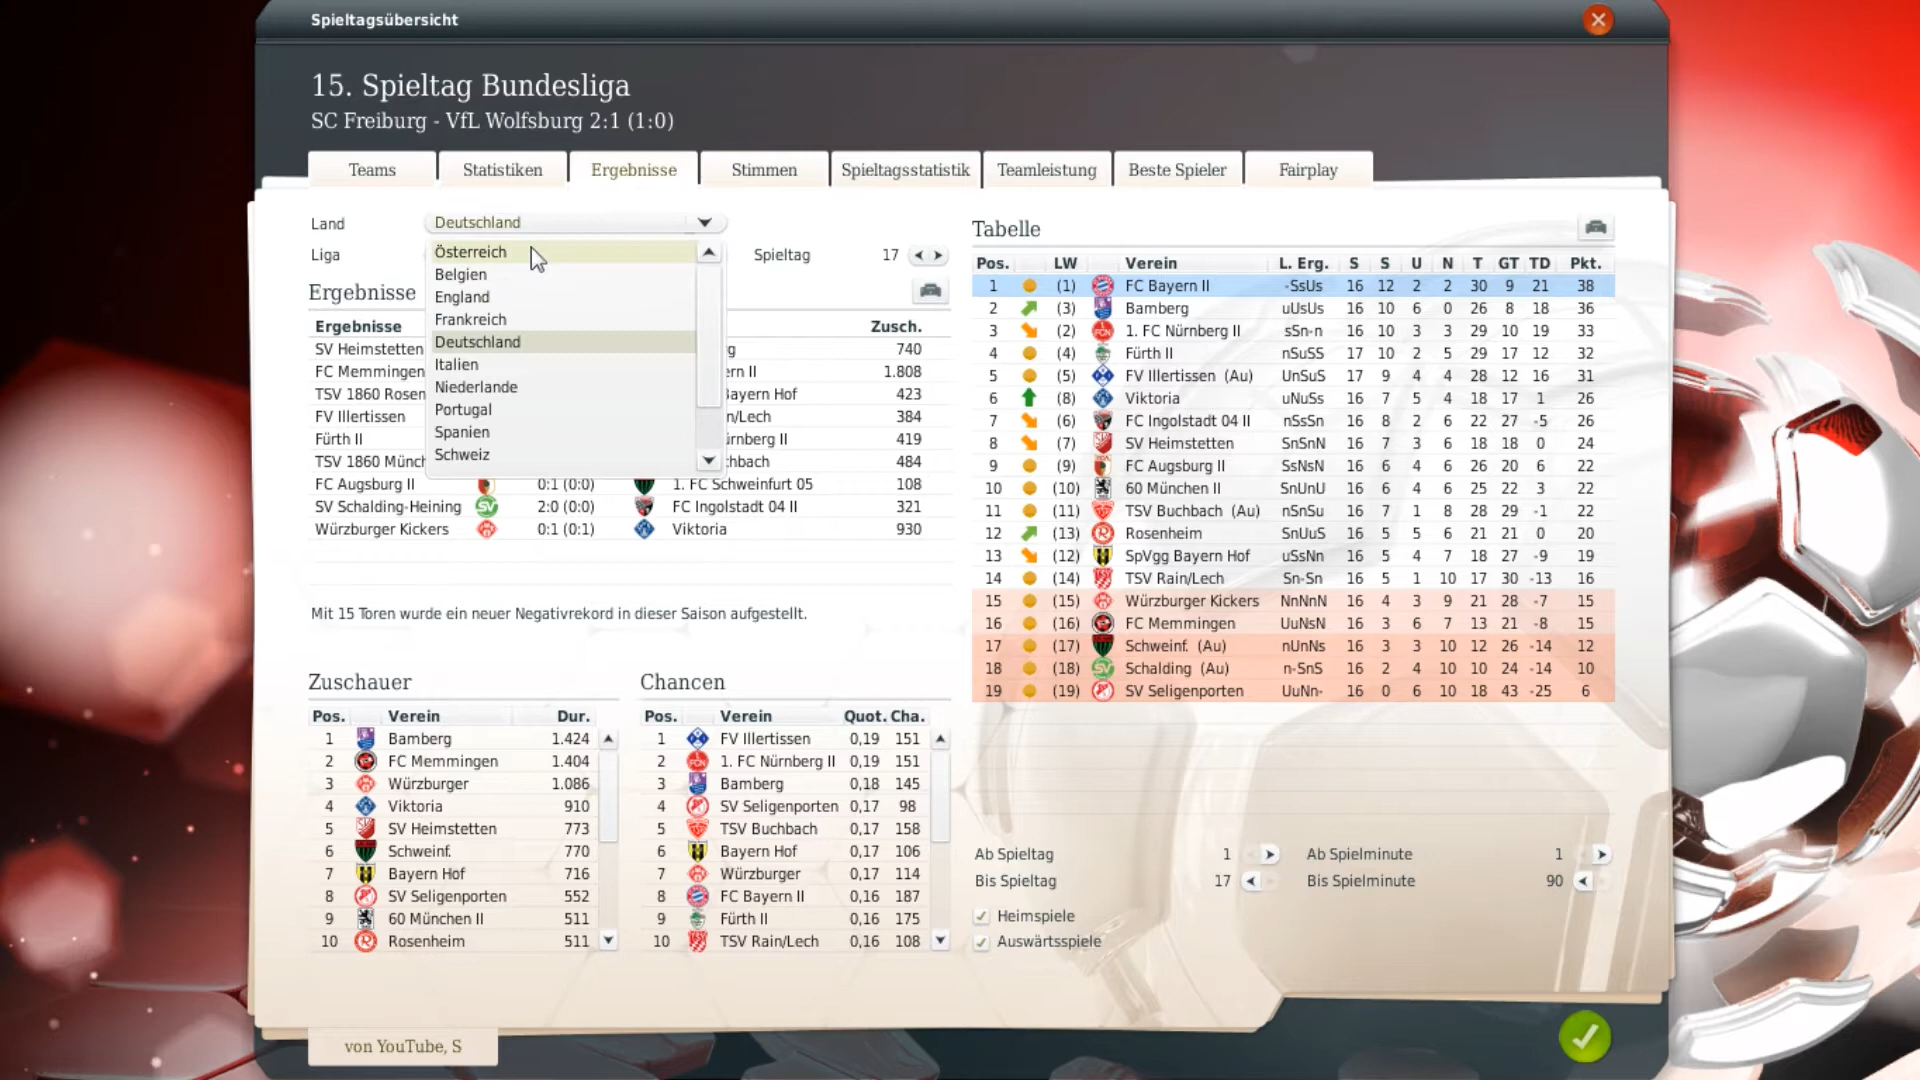 Spieltagsübersicht
15. Spieltag Bundesliga
SC Freiburg - VfL Wolfsburg 2:1 (1:0)
Teams Statistiken Ergebnisse Stimmen Spieltagsstatistik Teamleistung Beste Spieler Fairplay
Land Deutschland
Liga Spieltag 17
Österreich
Belgien
England
Frankreich
Deutschland
Italien
Niederlande
Portugal
Spanien
Schweiz
Ergebnisse
Ergebnisse Zusch.
SV Heimstetten 740
FC Memmingen 1.808
TSV 1860 Rosen 423
FV Illertissen 384
Fürth II 419
TSV 1860 Münch 484
FC Augsburg II 0:1 (0:0) 1. FC Schweinfurt 05 108
SV Schalding-Heining 2:0 (0:0) FC Ingolstadt 04 II 321
Würzburger Kickers 0:1 (0:1) Viktoria 930
Mit 15 Toren wurde ein neuer Negativrekord in dieser Saison aufgestellt.
Zuschauer
Pos. Verein Dur.
1 Bamberg 1.424
2 FC Memmingen 1.404
3 Würzburger 1.086
4 Viktoria 910
5 SV Heimstetten 773
6 Schweinf. 770
7 Bayern Hof 716
8 SV Seligenporten 552
9 60 München II 511
10 Rosenheim 511
Chancen
Pos. Verein Quot. Cha.
1 FV Illertissen 0,19 151
2 1. FC Nürnberg II 0,19 151
3 Bamberg 0,18 145
4 SV Seligenporten 0,17 98
5 TSV Buchbach 0,17 158
6 Bayern Hof 0,17 106
7 Würzburger 0,17 114
8 FC Bayern II 0,16 187
9 Fürth II 0,16 175
10 TSV Rain/Lech 0,16 108
Tabelle
Pos. LW Verein L. Erg. S S U N T GT TD Pkt.
1 (1) FC Bayern II -SsUs 16 12 2 2 30 9 21 38
2 (3) Bamberg uUsUs 16 10 6 0 26 8 18 36
3 (2) 1. FC Nürnberg II sSn-n 16 10 3 3 29 10 19 33
4 (4) Fürth II nSuSS 17 10 2 5 29 17 12 32
5 (5) FV Illertissen (Au) UnSuS 17 9 4 4 28 12 16 31
6 (8) Viktoria uNuSs 16 7 5 4 18 17 1 26
7 (6) FC Ingolstadt 04 II nSsSn 16 8 2 6 22 27 -5 26
8 (7) SV Heimstetten SnSnN 16 7 3 6 18 18 0 24
9 (9) FC Augsburg II SsNsN 16 6 4 6 26 20 6 22
10 (10) 60 München II SnUnU 16 6 4 6 25 22 3 22
11 (11) TSV Buchbach (Au) nSnSu 16 7 1 8 28 29 -1 22
12 (13) Rosenheim SnUuS 16 5 5 6 21 21 0 20
13 (12) SpVgg Bayern Hof uSsNn 16 5 4 7 18 27 -9 19
14 (14) TSV Rain/Lech Sn-Sn 16 5 1 10 17 30 -13 16
15 (15) Würzburger Kickers NnNnN 16 4 3 9 21 28 -7 15
16 (16) FC Memmingen UuNsN 16 3 6 7 13 21 -8 15
17 (17) Schweinf. (Au) nUnNs 16 3 3 10 12 26 -14 12
18 (18) Schalding (Au) n-SnS 16 2 4 10 10 24 -14 10
19 (19) SV Seligenporten UuNn- 16 0 6 10 18 43 -25 6
Ab Spieltag 1 Ab Spielminute 1
Bis Spieltag 17 Bis Spielminute 90
Heimspiele
Auswärtsspiele
von YouTube, S